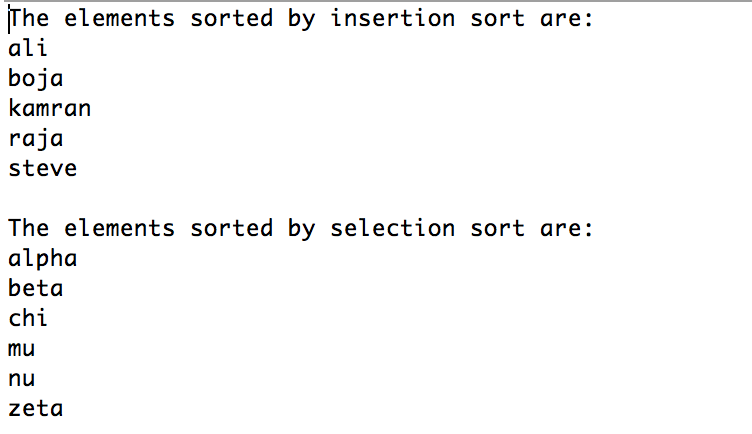 The elements sorted by insertion sort are:
ali
boja
kamran
raja
steve

The elements sorted by selection sort are:
alpha
beta
chi
mu
nu
zeta